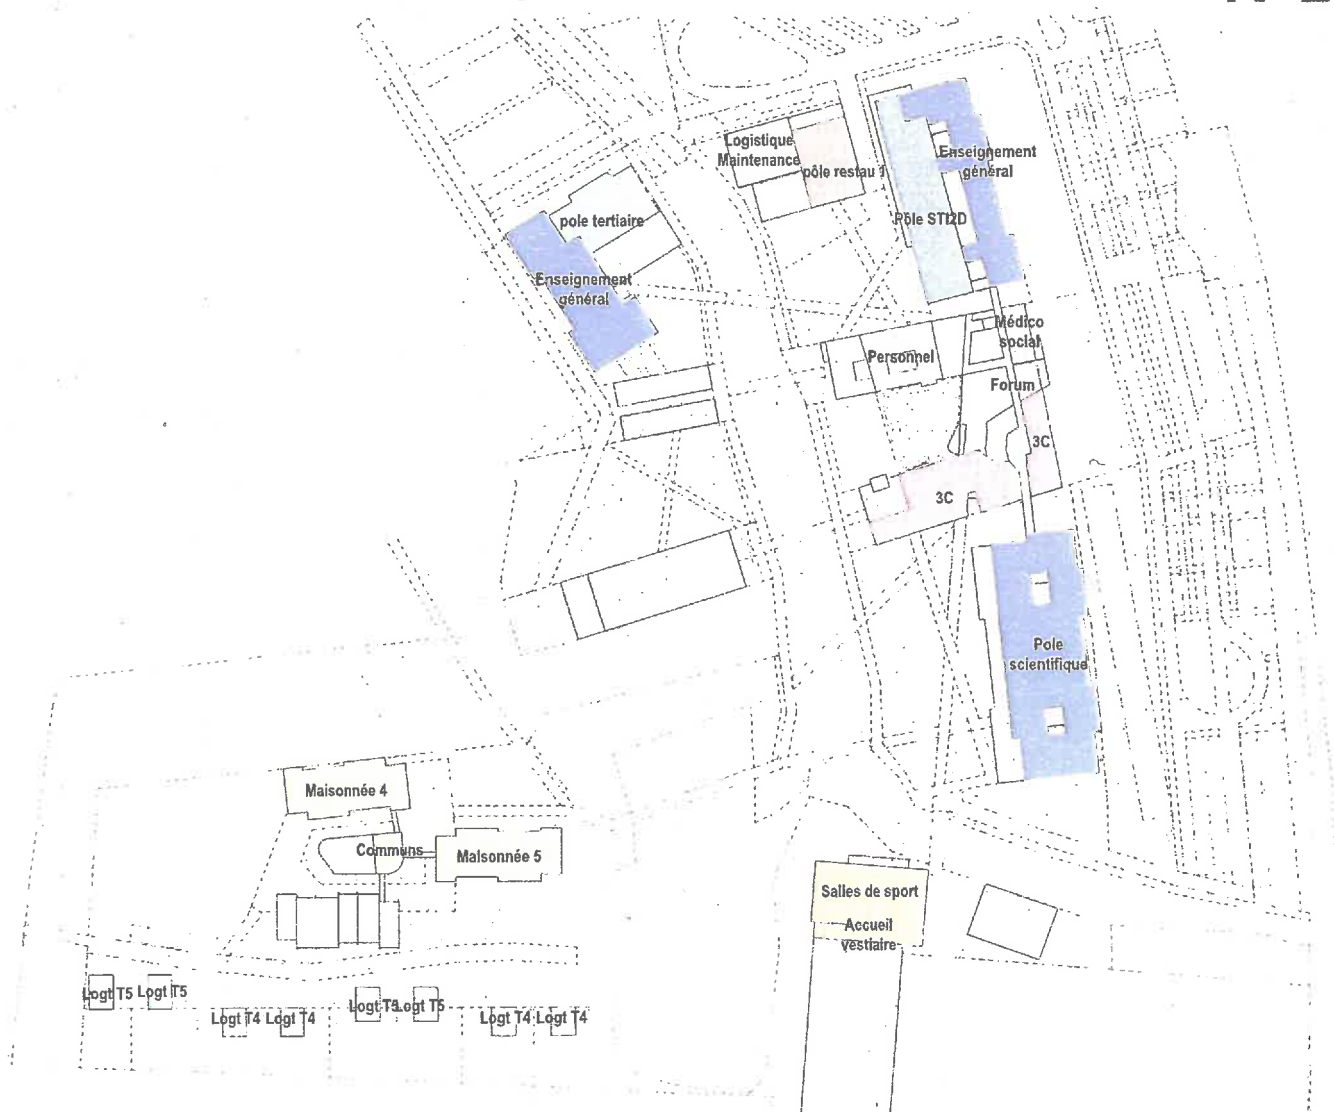 Logistique
Maintenance
pôle restau
Enseignement
général
Pôle STI2D
pole tertiaire
Enseignement
général
Médico
social
Personnel
Forum
3C
3C
Pole
scientifique
Maisonnée 4
Communs
Maisonnée 5
Salles de sport
Accueil
vestiaire
Logt T5
Logt T5
Logt T4
Logt T4
Logt T5
Logt T5
Logt T4
Logt T4